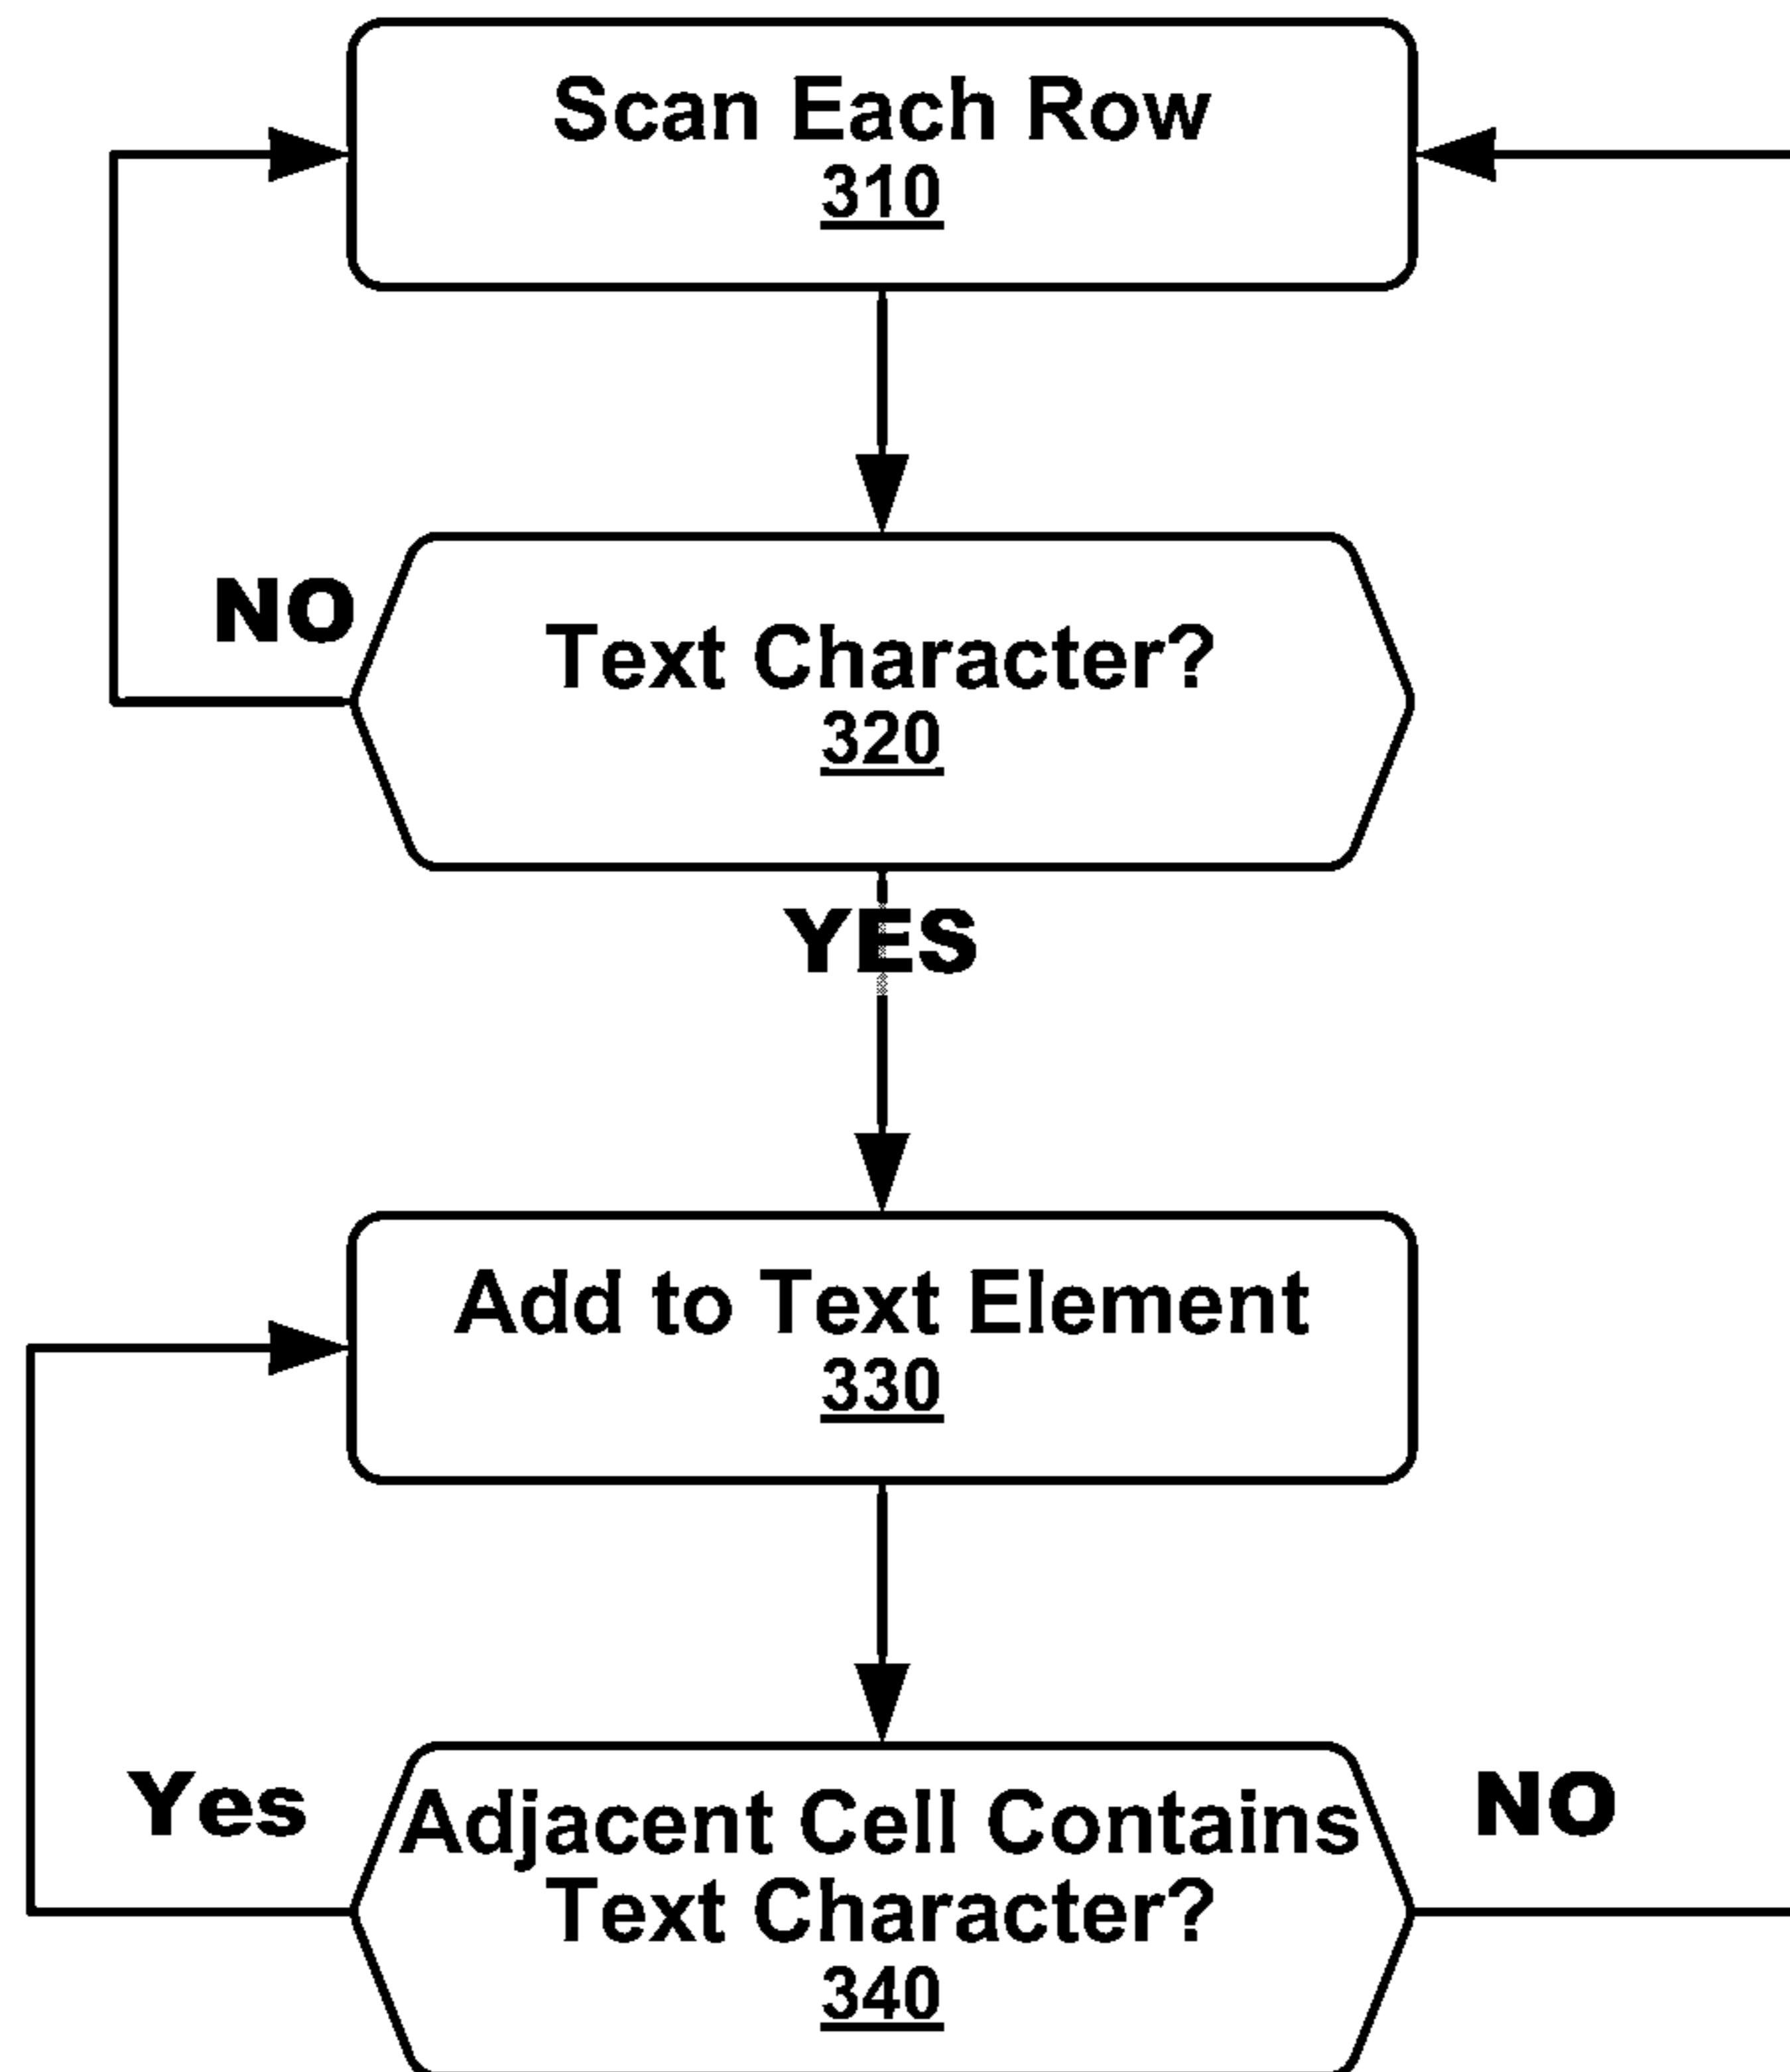 Scan Each Row
310
NO
Text Character?
320
YES
Add to Text Element
330
Yes
Adjacent Cell Contains
NO
Text Character?
340